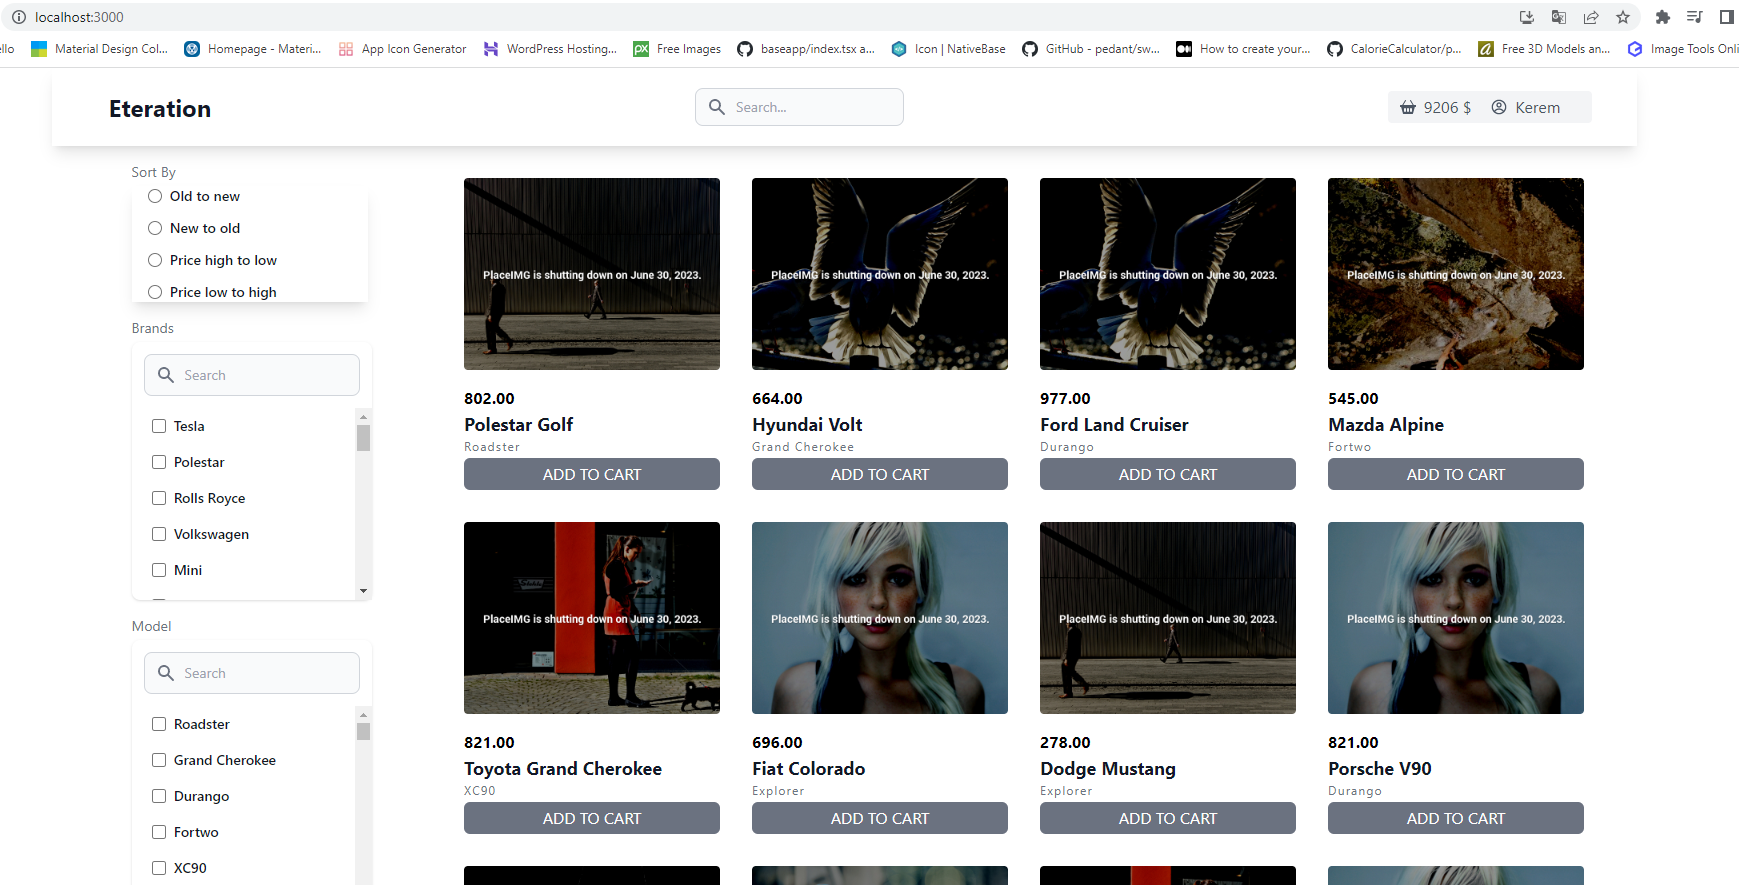 localhost:3000
llo
Material Design Col...
Homepage - Materi...
App Icon Generator
WordPress Hosting...
Free Images
baseapp/index.tsx a...
Icon | NativeBase
GitHub - pedant/sw...
How to create your...
CalorieCalculator/p...
Free 3D Models an...
Image Tools Onli
Eteration
Search...
9206 $
Kerem
Sort By
Old to new
New to old
Price high to low
Price low to high
Brands
Search
Tesla
Polestar
Rolls Royce
Volkswagen
Mini
Model
Search
Roadster
Grand Cherokee
Durango
Fortwo
XC90
PlaceIMG is shutting down on June 30, 2023.
802.00
Polestar Golf
Roadster
ADD TO CART
PlaceIMG is shutting down on June 30, 2023.
664.00
Hyundai Volt
Grand Cherokee
ADD TO CART
PlaceIMG is shutting down on June 30, 2023.
977.00
Ford Land Cruiser
Durango
ADD TO CART
PlaceIMG is shutting down on June 30, 2023.
545.00
Mazda Alpine
Fortwo
ADD TO CART
PlaceIMG is shutting down on June 30, 2023.
821.00
Toyota Grand Cherokee
XC90
ADD TO CART
PlaceIMG is shutting down on June 30, 2023.
696.00
Fiat Colorado
Explorer
ADD TO CART
PlaceIMG is shutting down on June 30, 2023.
278.00
Dodge Mustang
Explorer
ADD TO CART
PlaceIMG is shutting down on June 30, 2023.
821.00
Porsche V90
Durango
ADD TO CART